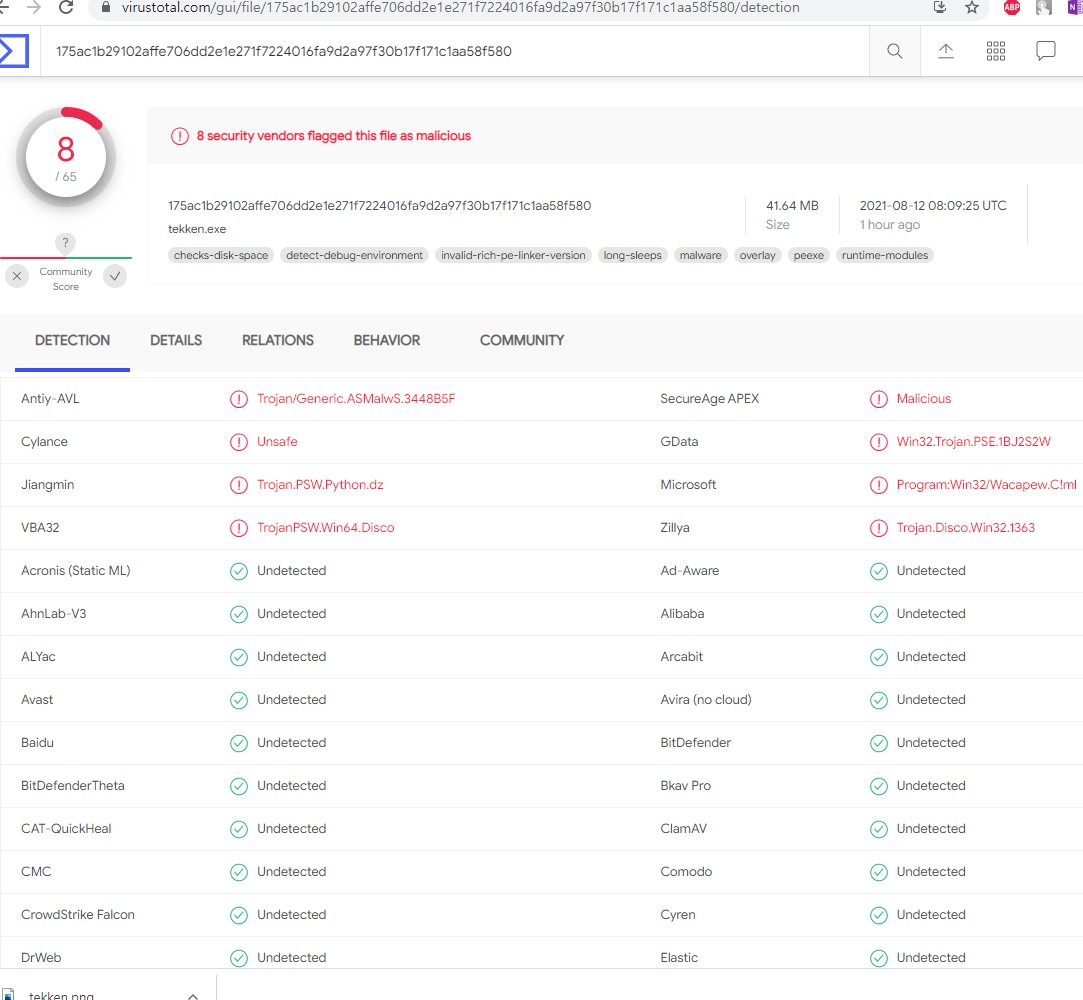 virustotal.com/gui/file/175ac1b29102affe706dd2e1e271f7224016fa9d2a97f30b17f171c1aa58f580/detection
ABP
N
175ac1b29102affe706dd2e1e271f7224016fa9d2a97f30b17f171c1aa58f580
8
/ 65
8 security vendors flagged this file as malicious
175ac1b29102affe706dd2e1e271f7224016fa9d2a97f30b17f171c1aa58f580
41.64 MB
2021-08-12 08:09:25 UTC
tekken.exe
Size
1 hour ago
?
Community
Score
checks-disk-space detect-debug-environment invalid-rich-pe-linker-version long-sleeps malware overlay peexe runtime-modules
DETECTION DETAILS RELATIONS BEHAVIOR COMMUNITY
Antiy-AVL Trojan/Generic.ASMalwS.3448B5F SecureAge APEX Malicious
Cylance Unsafe GData Win32.Trojan.PSE.1BJ2S2W
Jiangmin Trojan.PSW.Python.dz Microsoft Program:Win32/Wacapew.C!ml
VBA32 TrojanPSW.Win64.Disco Zillya Trojan.Disco.Win32.1363
Acronis (Static ML) Undetected Ad-Aware Undetected
AhnLab-V3 Undetected Alibaba Undetected
ALYac Undetected Arcabit Undetected
Avast Undetected Avira (no cloud) Undetected
Baidu Undetected BitDefender Undetected
BitDefenderTheta Undetected Bkav Pro Undetected
CAT-QuickHeal Undetected ClamAV Undetected
CMC Undetected Comodo Undetected
CrowdStrike Falcon Undetected Cyren Undetected
DrWeb Undetected Elastic Undetected
tekken.png